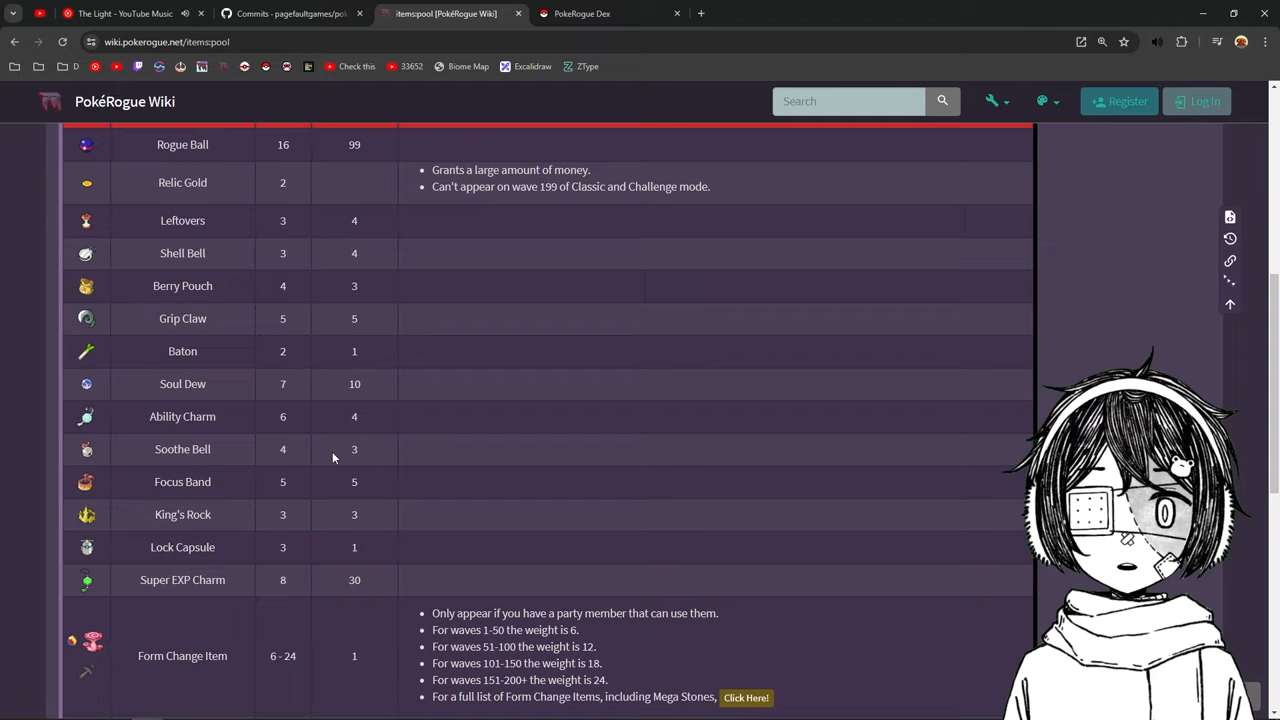 The Light - YouTube Music
Commits - pagefaultgames/pok
items:pool [PokéRogue Wiki]
PokéRogue Dex
wiki.pokerogue.net/items:pool
D
Check this
33652
Biome Map
Excalidraw
ZType
PokéRogue Wiki
Search
Register
Log In
Rogue Ball 16 99
Relic Gold 2
Grants a large amount of money.
Can't appear on wave 199 of Classic and Challenge mode.
Leftovers 3 4
Shell Bell 3 4
Berry Pouch 4 3
Grip Claw 5 5
Baton 2 1
Soul Dew 7 10
Ability Charm 6 4
Soothe Bell 4 3
Focus Band 5 5
King's Rock 3 3
Lock Capsule 3 1
Super EXP Charm 8 30
Form Change Item 6 - 24 1
Only appear if you have a party member that can use them.
For waves 1-50 the weight is 6.
For waves 51-100 the weight is 12.
For waves 101-150 the weight is 18.
For waves 151-200+ the weight is 24.
For a full list of Form Change Items, including Mega Stones, Click Here!